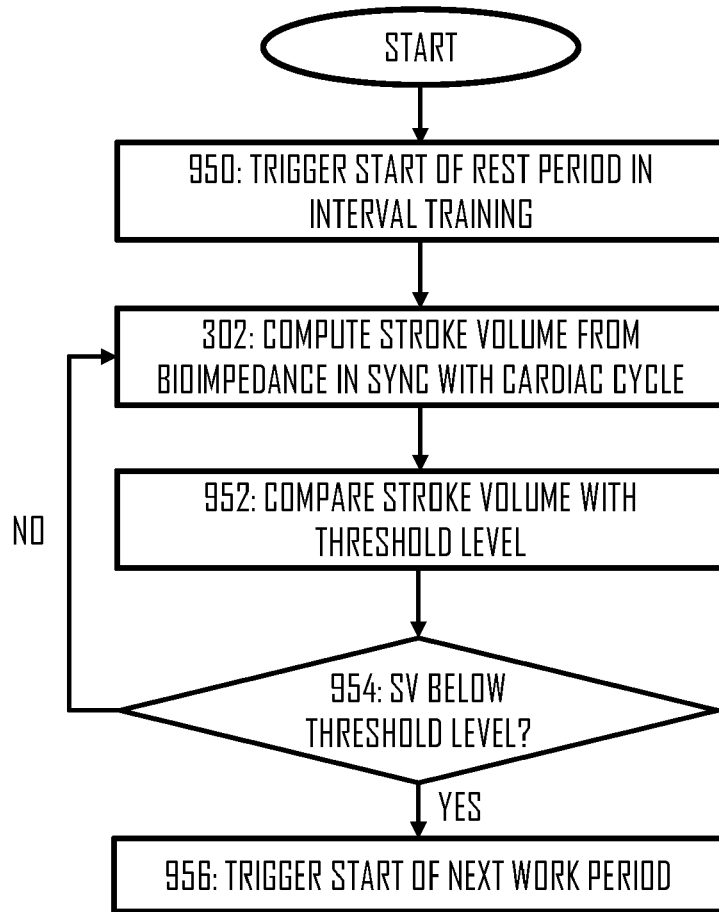 START
950: TRIGGER START OF REST PERIOD IN
INTERVAL TRAINING
302: COMPUTE STROKE VOLUME FROM
BIOIMPEDANCE IN SYNC WITH CARDIAC CYCLE
952: COMPARE STROKE VOLUME WITH
THRESHOLD LEVEL
NO
954: SV BELOW
THRESHOLD LEVEL?
YES
956: TRIGGER START OF NEXT WORK PERIOD